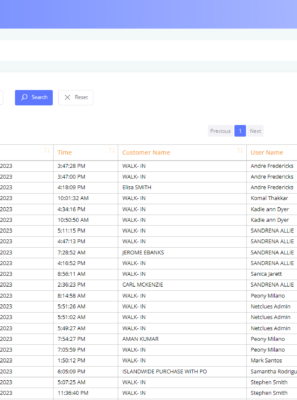 Search Reset
Previous 1 Next
Time Customer Name User Name
2023 3:47:28 PM WALK- IN Andre Fredericks
2023 3:47:00 PM WALK- IN Andre Fredericks
2023 4:18:09 PM Elisa SMITH Andre Fredericks
2023 10:01:32 AM WALK- IN Komal Thakkar
2023 4:34:16 PM WALK- IN Kadie ann Dyer
2023 10:50:50 AM WALK- IN Kadie ann Dyer
2023 5:11:15 PM WALK- IN SANDRENA ALLIE
2023 4:47:13 PM WALK- IN SANDRENA ALLIE
2023 7:28:52 AM JEROME EBANKS SANDRENA ALLIE
2023 4:16:52 PM WALK- IN SANDRENA ALLIE
2023 8:56:11 AM WALK- IN Sanica Jarett
2023 2:36:23 PM CARL MCKENZIE SANDRENA ALLIE
2023 8:14:58 AM WALK- IN Peony Milano
2023 5:51:26 AM WALK- IN Netclues Admin
2023 5:51:02 AM WALK- IN Netclues Admin
2023 5:49:27 AM WALK- IN Netclues Admin
2023 7:54:27 PM AMAN KUMAR Peony Milano
2023 7:05:59 PM WALK- IN Peony Milano
2023 1:50:12 PM WALK- IN Mark Santos
2023 6:05:09 PM ISLANDWIDE PURCHASE WITH PO Samantha Rodrigu
2023 5:07:25 AM WALK- IN Stephen Smith
2023 11:36:40 PM WALK- IN Stephen Smith